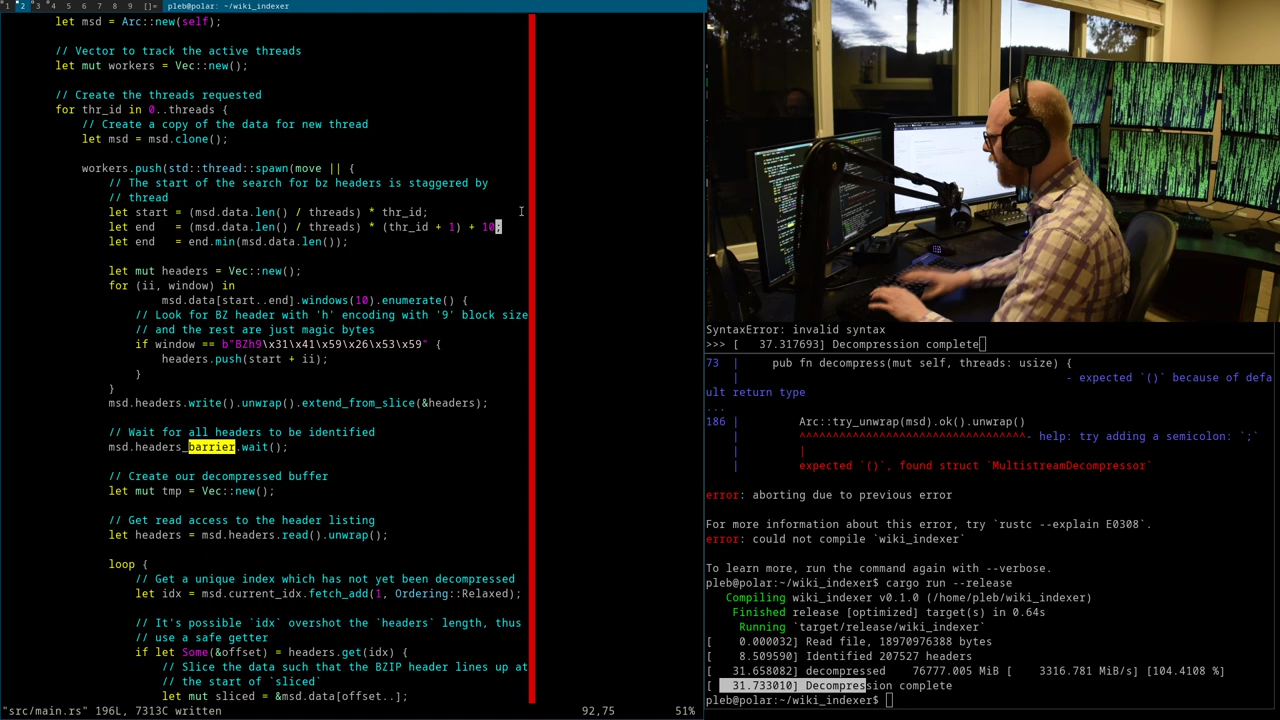 1 2 3 4 5 6 7 8 9 []= pleb@polar: ~/wiki_indexer
let msd = Arc::new(self);
// Vector to track the active threads
let mut workers = Vec::new();
// Create the threads requested
for thr_id in 0..threads {
// Create a copy of the data for new thread
let msd = msd.clone();
workers.push(std::thread::spawn(move || {
// The start of the search for bz headers is staggered by
// thread
let start = (msd.data.len() / threads) * thr_id;
let end   = (msd.data.len() / threads) * (thr_id + 1) + 10;
let end   = end.min(msd.data.len());
let mut headers = Vec::new();
for (ii, window) in
msd.data[start..end].windows(10).enumerate() {
// Look for BZ header with 'h' encoding with '9' block size
// and the rest are just magic bytes
if window == b"BZh9\x31\x41\x59\x26\x53\x59" {
headers.push(start + ii);
}
}
msd.headers.write().unwrap().extend_from_slice(&headers);
// Wait for all headers to be identified
msd.headers_barrier.wait();
// Create our decompressed buffer
let mut tmp = Vec::new();
// Get read access to the header listing
let headers = msd.headers.read().unwrap();
loop {
// Get a unique index which has not yet been decompressed
let idx = msd.current_idx.fetch_add(1, Ordering::Relaxed);
// It's possible `idx` overshot the `headers` length, thus
// use a safe getter
if let Some(&offset) = headers.get(idx) {
// Slice the data such that the BZIP header lines up at
// the start of `sliced`
let mut sliced = &msd.data[offset..];
"src/main.rs" 196L, 7313C written 92,75 51%
SyntaxError: invalid syntax
>>> [   37.317693] Decompression complete
73  |     pub fn decompress(mut self, threads: usize) {
|                                                  - expected `()` because of defa
ult return type
...
186 |         Arc::try_unwrap(msd).ok().unwrap()
|         ^^^^^^^^^^^^^^^^^^^^^^^^^^^^^^^^^^- help: try adding a semicolon: `;`
|         |
|         expected `()`, found struct `MultistreamDecompressor`
error: aborting due to previous error
For more information about this error, try `rustc --explain E0308`.
error: could not compile `wiki_indexer`
To learn more, run the command again with --verbose.
pleb@polar:~/wiki_indexer$ cargo run --release
Compiling wiki_indexer v0.1.0 (/home/pleb/wiki_indexer)
Finished release [optimized] target(s) in 0.64s
Running `target/release/wiki_indexer`
[    0.000032] Read file, 18970976388 bytes
[    8.509590] Identified 207527 headers
[   31.658082] decompressed    76777.005 MiB [    3316.781 MiB/s] [104.4108 %]
[   31.733010] Decompression complete
pleb@polar:~/wiki_indexer$